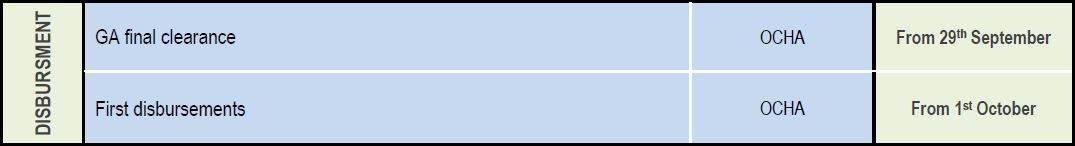 DISBURSMENT
GA final clearance OCHA From 29th September
First disbursements OCHA From 1st October